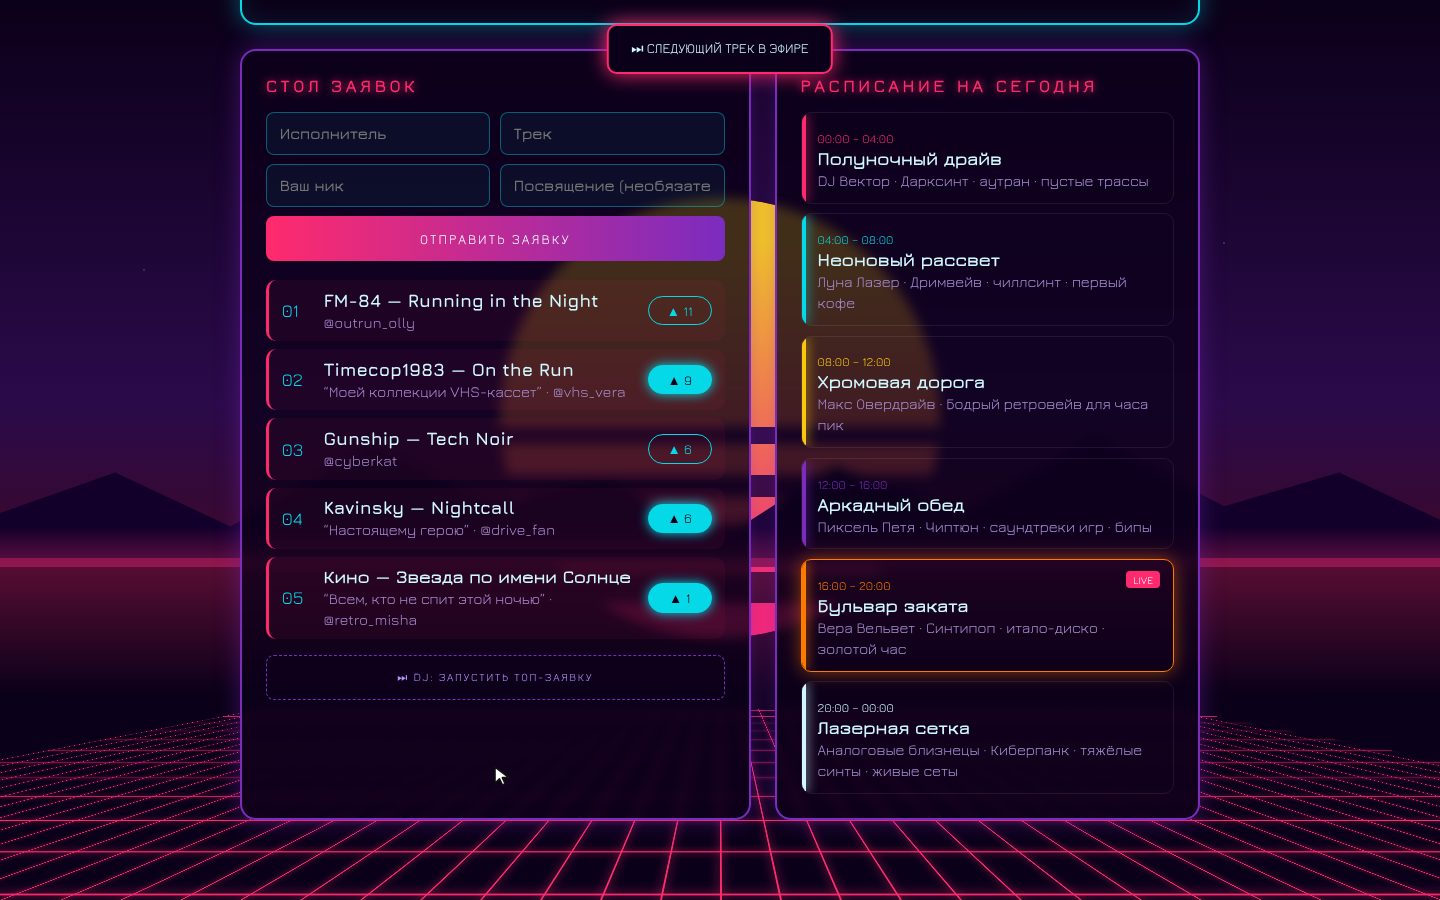 ⏭ СЛЕДУЮЩИЙ ТРЕК В ЭФИРЕ
СТОЛ ЗАЯВОК
Исполнитель
Трек
Ваш ник
Посвящение (необязате
ОТПРАВИТЬ ЗАЯВКУ
01
FM-84 — Running in the Night
@outrun_olly
▲ 11
02
Timecop1983 — On the Run
"Моей коллекции VHS-кассет" · @vhs_vera
▲ 9
03
Gunship — Tech Noir
@cyberkat
▲ 6
04
Kavinsky — Nightcall
"Настоящему герою" · @drive_fan
▲ 6
05
Кино — Звезда по имени Солнце
"Всем, кто не спит этой ночью" ·
@retro_misha
▲ 1
⏭ DJ: ЗАПУСТИТЬ ТОП-ЗАЯВКУ
РАСПИСАНИЕ НА СЕГОДНЯ
00:00 – 04:00
Полуночный драйв
DJ Вектор · Дарксинт · аутран · пустые трассы
04:00 – 08:00
Неоновый рассвет
Луна Лазер · Дримвейв · чиллсинт · первый
кофе
08:00 – 12:00
Хромовая дорога
Макс Овердрайв · Бодрый ретровейв для часа
пик
12:00 – 16:00
Аркадный обед
Пиксель Петя · Чиптюн · саундтреки игр · бипы
16:00 – 20:00
LIVE
Бульвар заката
Вера Вельвет · Синтипоп · итало-диско ·
золотой час
20:00 – 00:00
Лазерная сетка
Аналоговые близнецы · Киберпанк · тяжёлые
синты · живые сеты